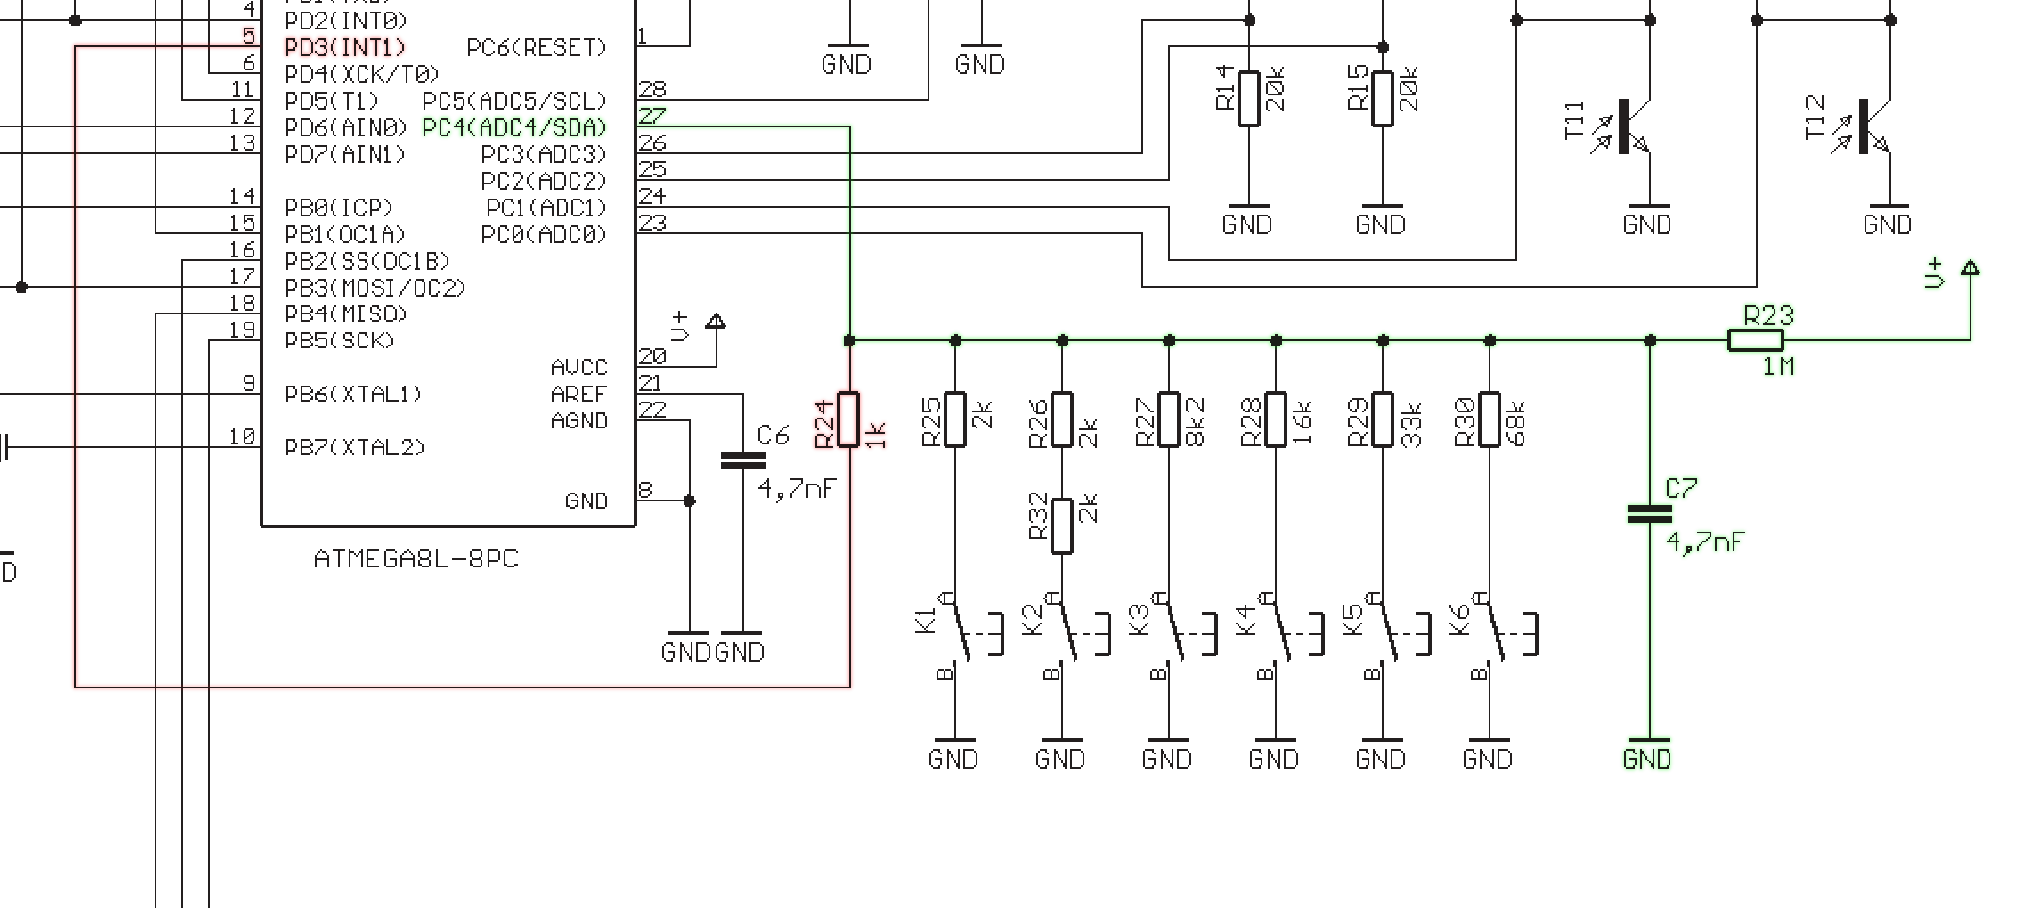 4
PD2(INT0)
5
PD3(INT1)
PC6(RESET)
1
6
PD4(XCK/T0)
11
PD5(T1)
PC5(ADC5/SCL)
28
12
PD6(AIN0)
PC4(ADC4/SDA)
27
13
PD7(AIN1)
PC3(ADC3)
26
PC2(ADC2)
25
14
PB0(ICP)
PC1(ADC1)
24
15
PB1(OC1A)
PC0(ADC0)
23
16
PB2(SS(OC1B)
17
PB3(MOSI/OC2)
18
PB4(MISO)
19
PB5(SCK)
AVCC
20
9
PB6(XTAL1)
AREF
21
AGND
22
10
PB7(XTAL2)
GND
8
ATMEGA8L-8PC
V+
C6
4,7nF
GND
GND
GND
GND
R14
20k
R15
20k
GND
GND
T11
GND
T12
GND
V+
R23
1M
R24
1k
R25
2k
R26
2k
R27
8k2
R28
16k
R29
33k
R30
68k
R32
2k
C7
4,7nF
K1
A
B
K2
A
B
K3
A
B
K4
A
B
K5
A
B
K6
A
B
GND
GND
GND
GND
GND
GND
GND